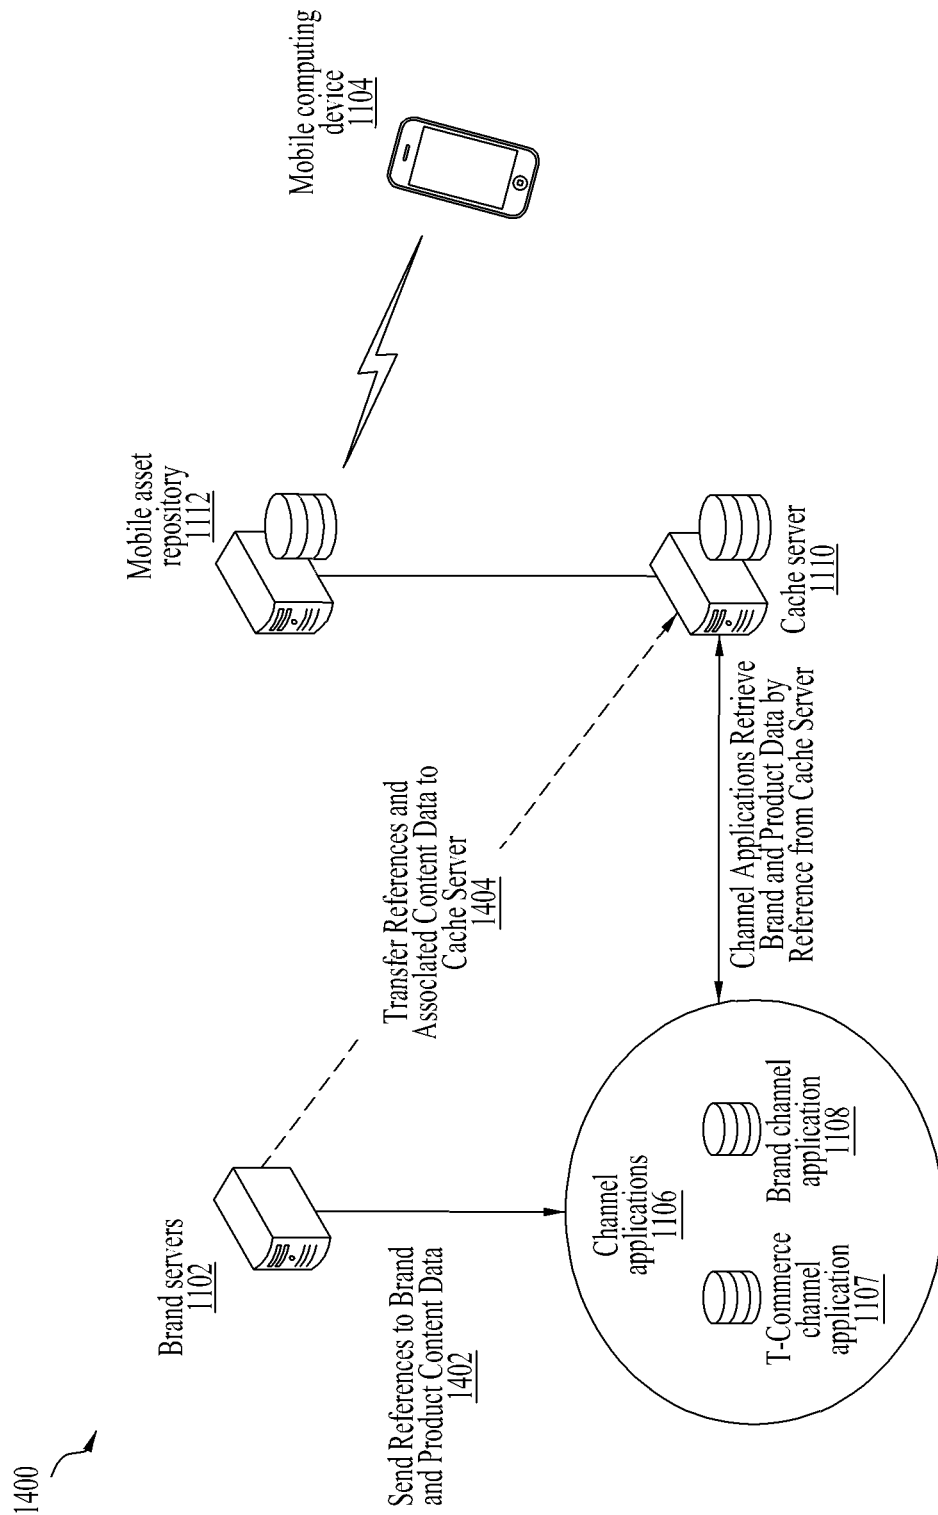 1400
Brand servers
1102
Mobile asset
repository
1112
Mobile computing
device
1104
Send References to Brand
and Product Content Data
1402
Transfer References and
Assoclated Content Data to
Cache Server
1404
Channel
applications
1106
T-Commerce
channel
application
1107
Brand channel
application
1108
Channel Applications Retrieve
Brand and Product Data by
Reference from Cache Server
Cache server
1110